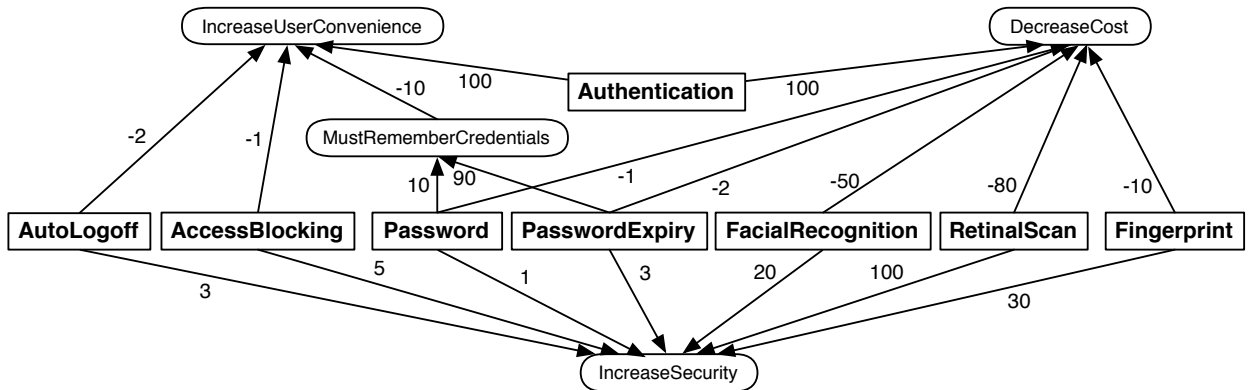 IncreaseUserConvenience
DecreaseCost
100
Authentication
100
-10
-2
-1
MustRememberCredentials
10
90
-1
-2
-50
-80
-10
AutoLogoff
AccessBlocking
Password
PasswordExpiry
FacialRecognition
RetinalScan
Fingerprint
3
5
1
3
20
100
30
IncreaseSecurity